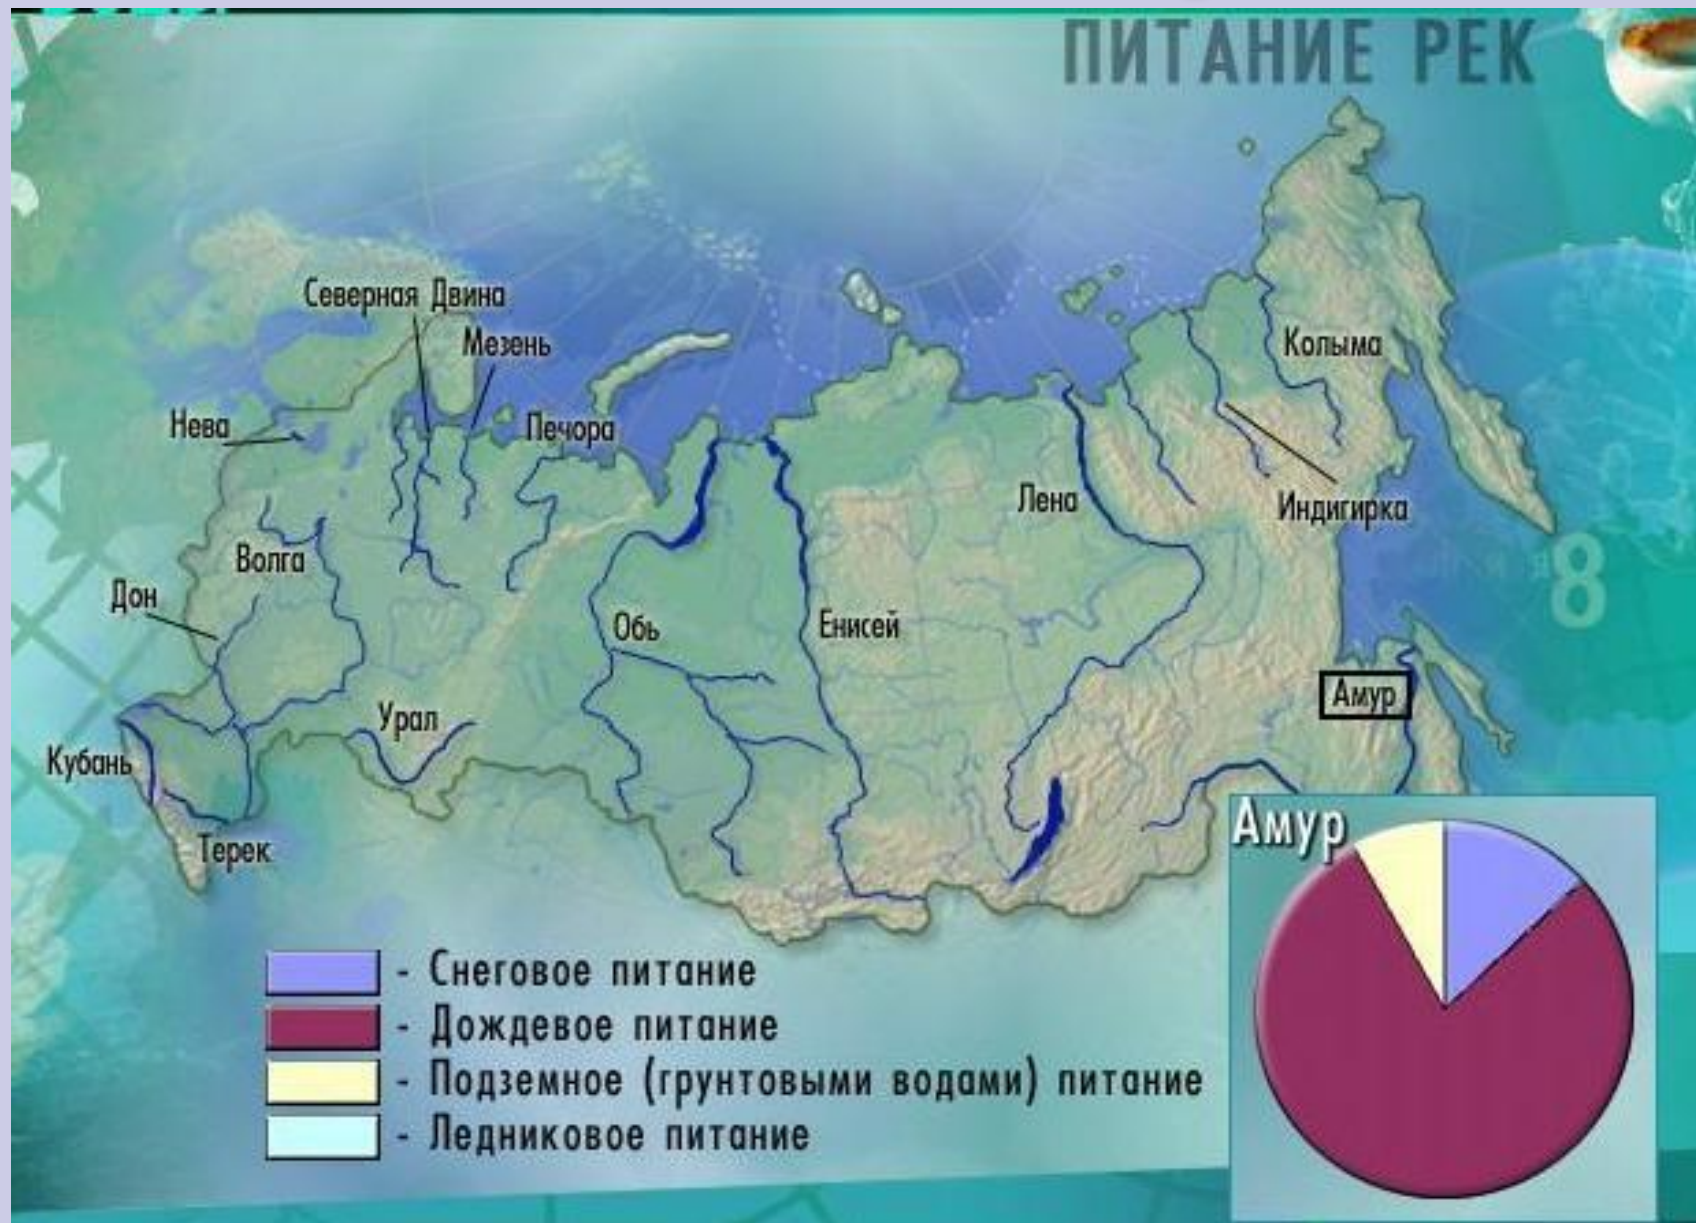 ПИТАНИЕ РЕК
Северная Двина
Мезень
Колыма
Нева
Печора
Лена
Индигирка
Волга
8
Дон
Обь
Енисей
Амур
Урал
Кубань
Терек
Амур
- Снеговое питание
- Дождевое питание
- Подземное (грунтовыми водами) питание
- Ледниковое питание